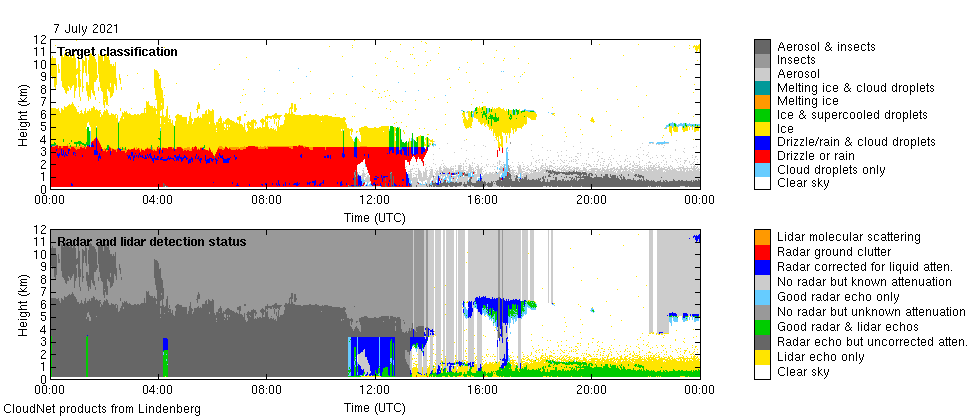 7 July 2021
12
11
10
9
8
7
6
5
4
3
2
1
0
Height (km)
Target classification
00:00 04:00 08:00 12:00 16:00 20:00 00:00
Time (UTC)
Aerosol & insects
Insects
Aerosol
Melting ice & cloud droplets
Melting ice
Ice & supercooled droplets
Ice
Drizzle/rain & cloud droplets
Drizzle or rain
Cloud droplets only
Clear sky
12
11
10
9
8
7
6
5
4
3
2
1
0
Height (km)
Radar and lidar detection status
00:00 04:00 08:00 12:00 16:00 20:00 00:00
Time (UTC)
Lidar molecular scattering
Radar ground clutter
Radar corrected for liquid atten.
No radar but known attenuation
Good radar echo only
No radar but unknown attenuation
Good radar & lidar echos
Radar echo but uncorrected atten.
Lidar echo only
Clear sky
CloudNet products from Lindenberg